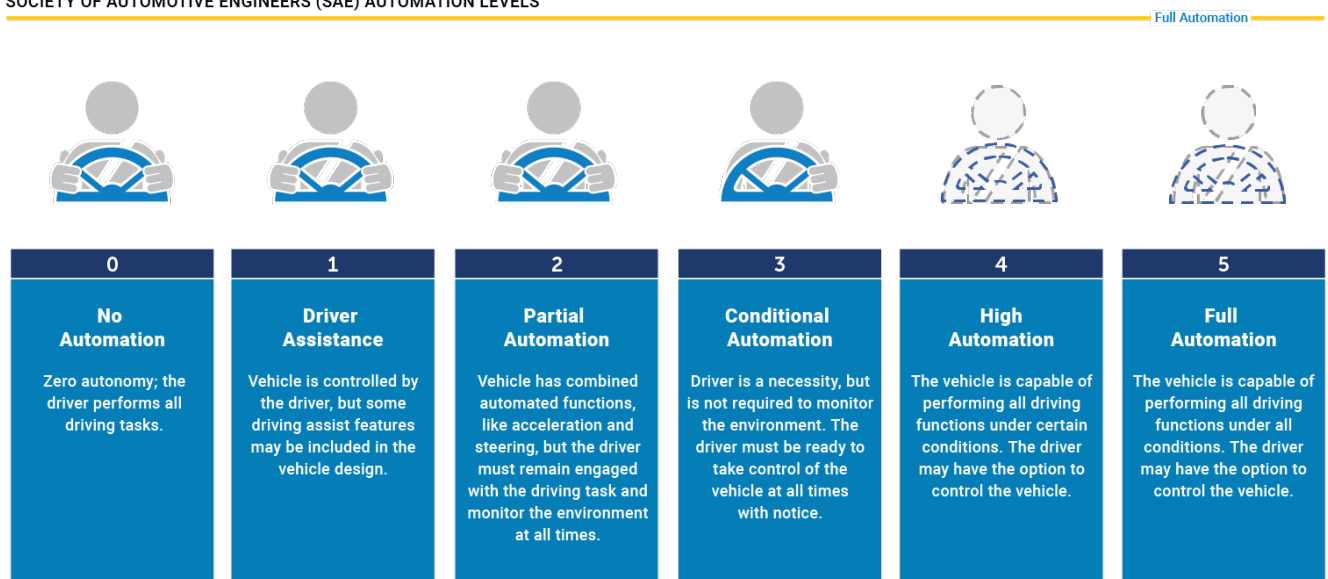 SOCIETY OF AUTOMOTIVE ENGINEERS (SAE) AUTOMATION LEVELS
Full Automation
0
No
Automation
Zero autonomy; the
driver performs all
driving tasks.
1
Driver
Assistance
Vehicle is controlled by
the driver, but some
driving assist features
may be included in the
vehicle design.
2
Partial
Automation
Vehicle has combined
automated functions,
like acceleration and
steering, but the driver
must remain engaged
with the driving task and
monitor the environment
at all times.
3
Conditional
Automation
Driver is a necessity, but
is not required to monitor
the environment. The
driver must be ready to
take control of the
vehicle at all times
with notice.
4
High
Automation
The vehicle is capable of
performing all driving
functions under certain
conditions. The driver
may have the option to
control the vehicle.
5
Full
Automation
The vehicle is capable of
performing all driving
functions under all
conditions. The driver
may have the option to
control the vehicle.